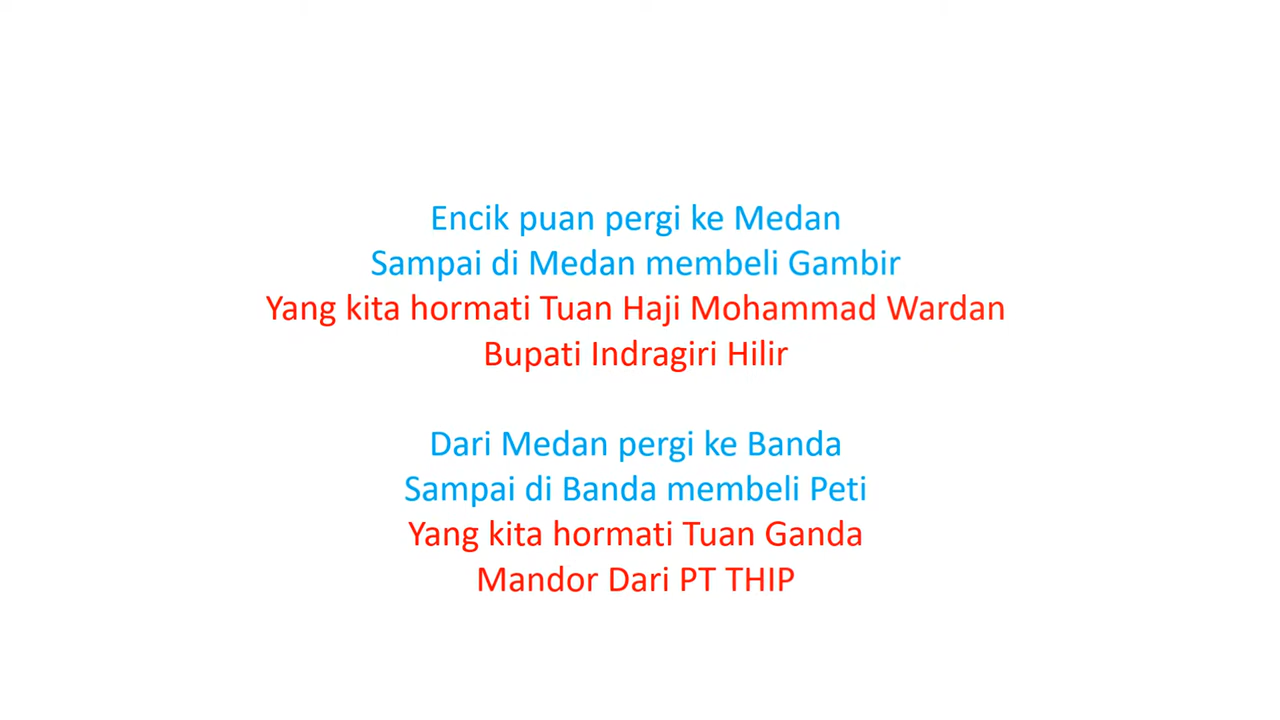 Encik puan pergi ke Medan
Sampai di Medan membeli Gambir
Yang kita hormati Tuan Haji Mohammad Wardan
Bupati Indragiri Hilir
Dari Medan pergi ke Banda
Sampai di Banda membeli Peti
Yang kita hormati Tuan Ganda
Mandor Dari PT THIP